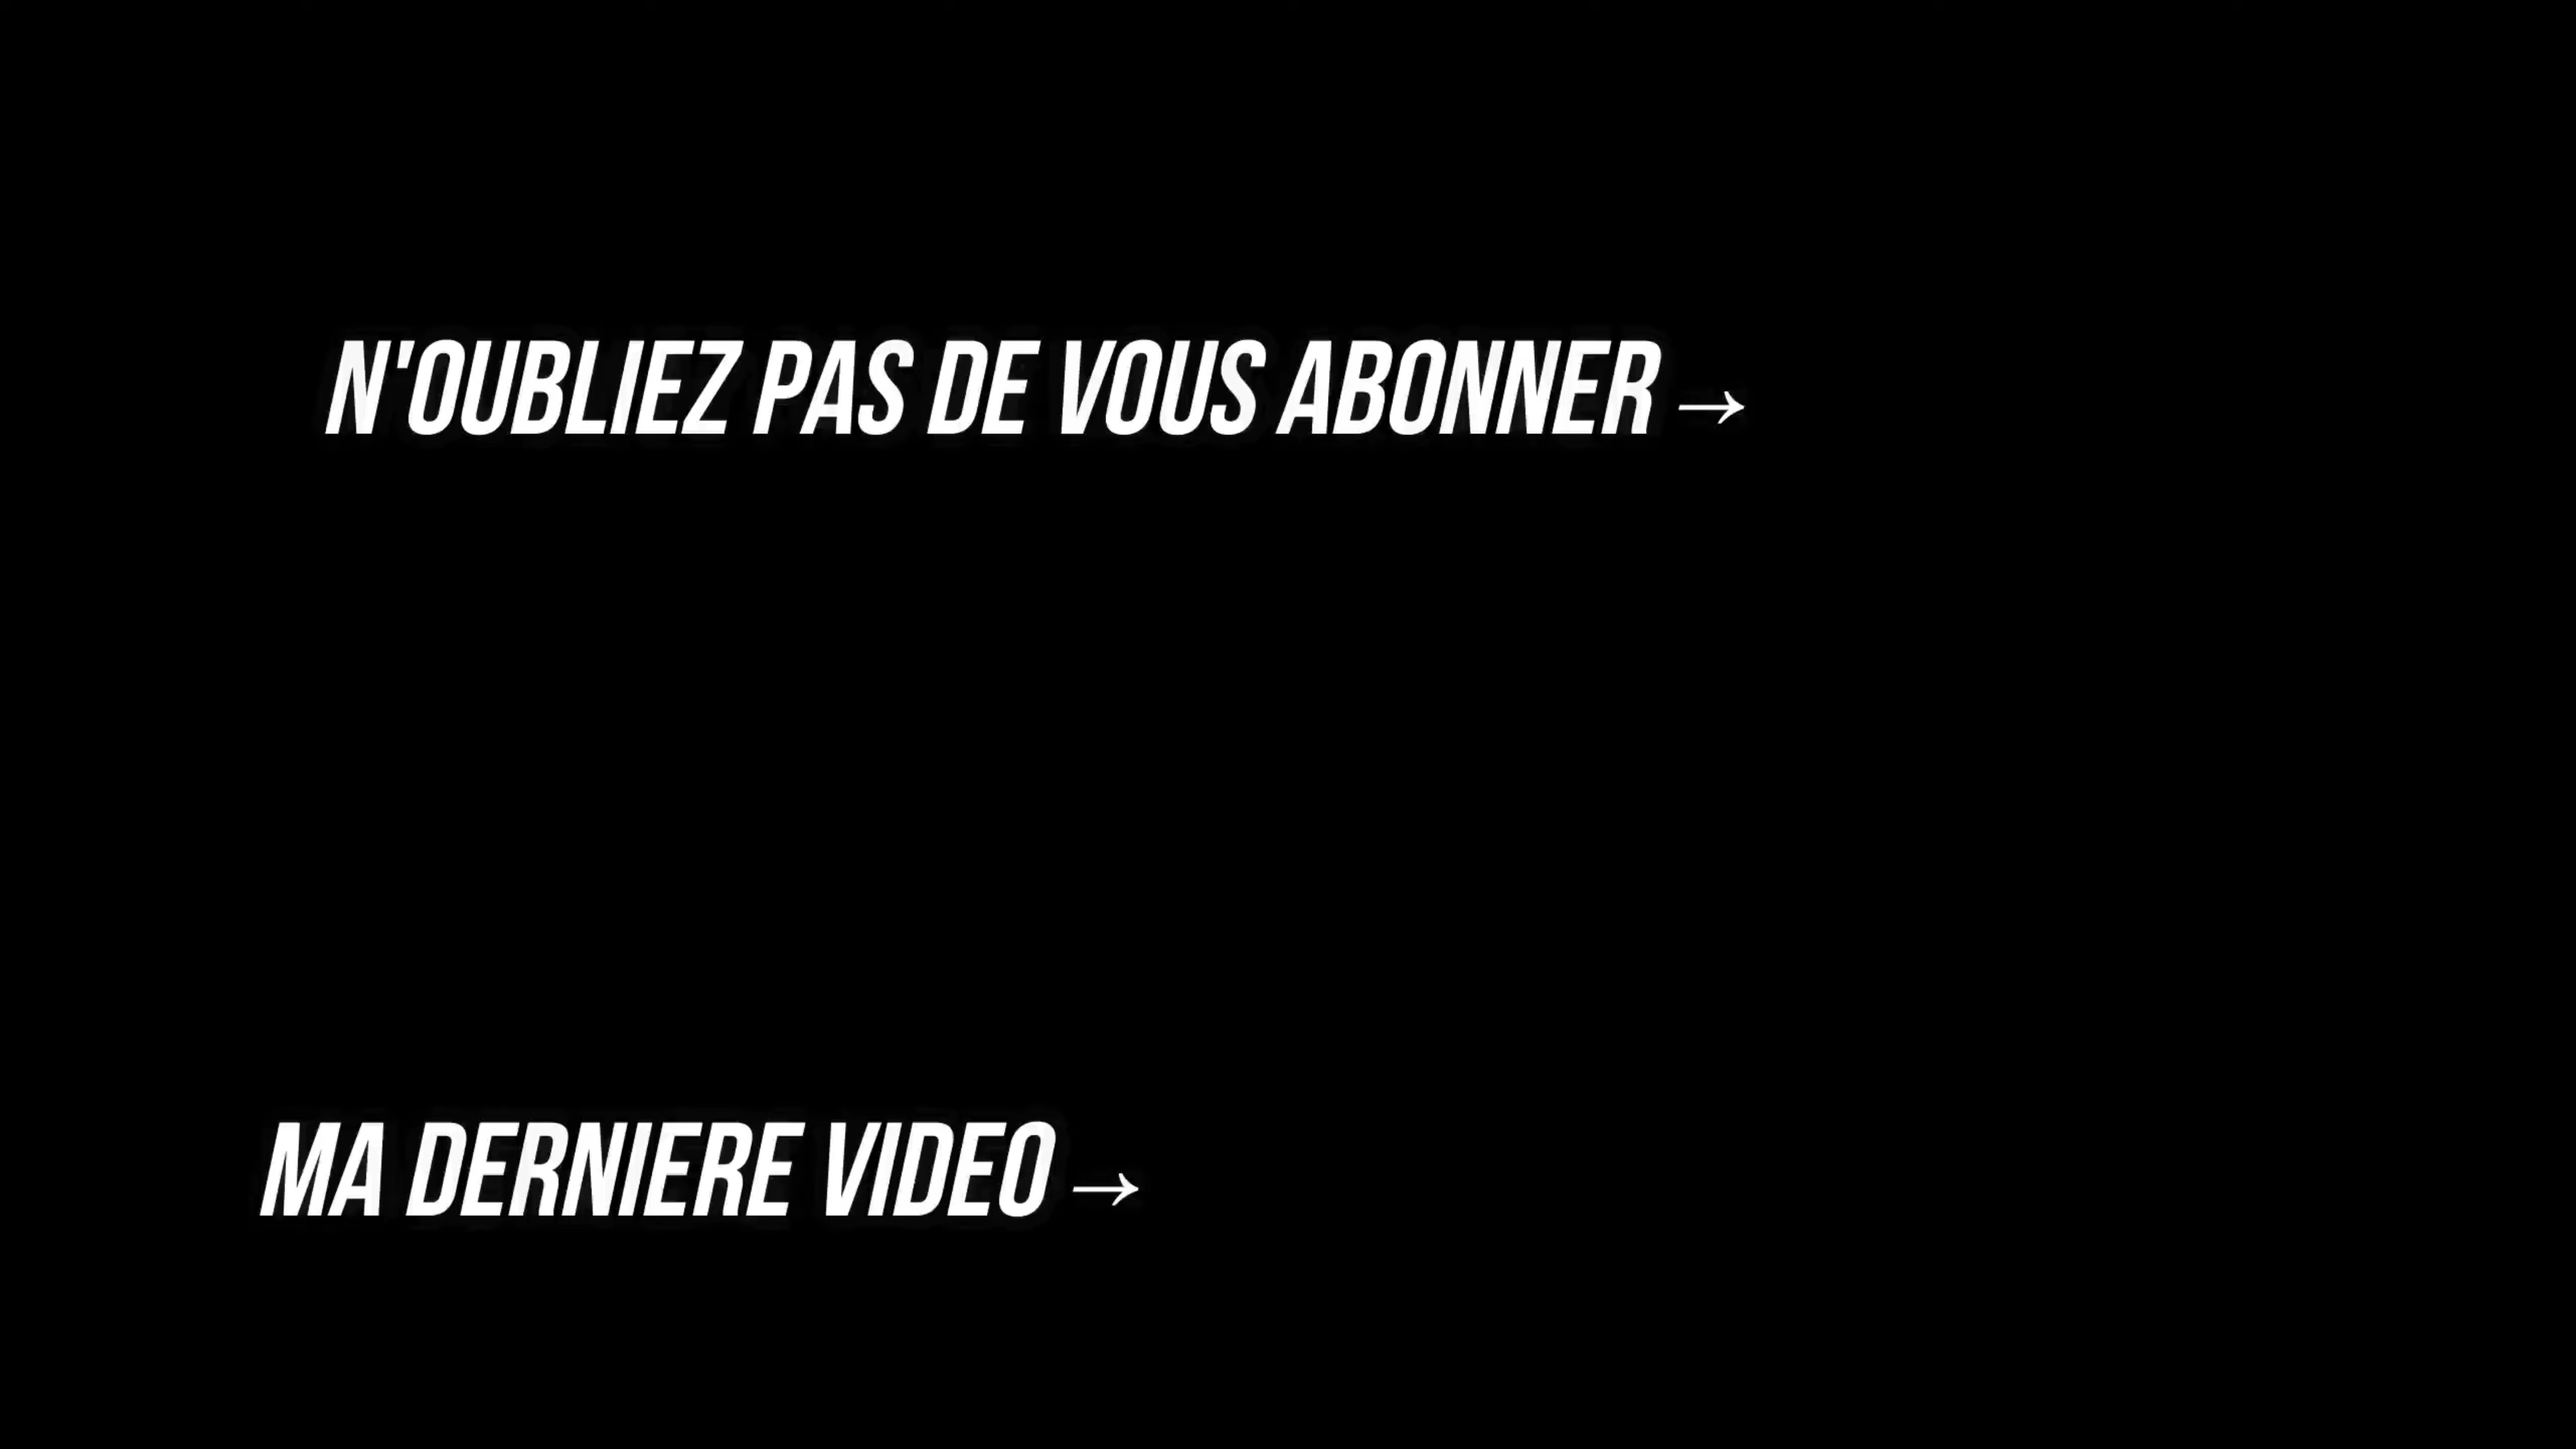 N'OUBLIEZ PAS DE VOUS ABONNER →
MA DERNIERE VIDEO →